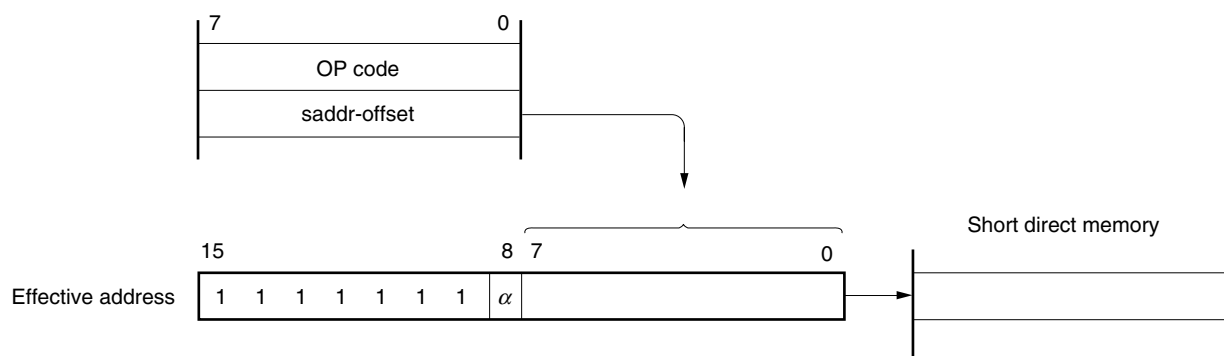 7 0
OP code
saddr-offset
Short direct memory
15 8 7 0
Effective address 1 1 1 1 1 1 1 α